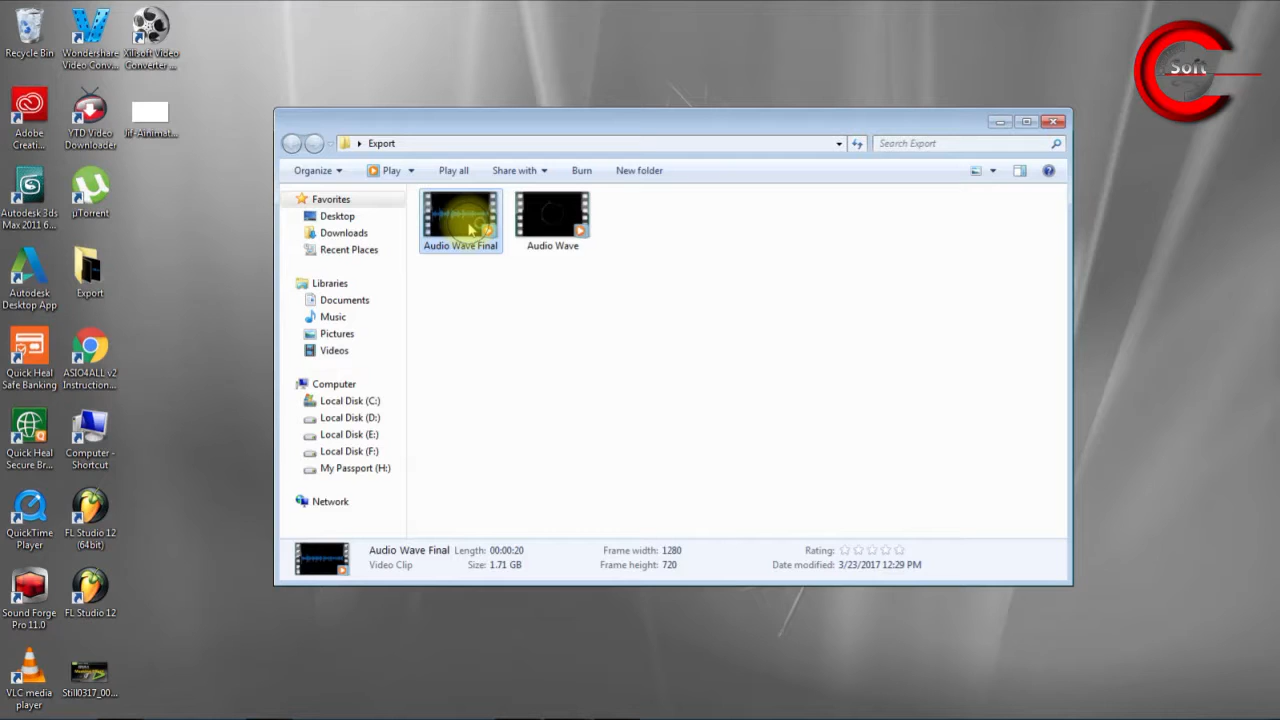 Recycle Bin
Wondershare
Video Conv...
Xilisoft Video
Converter ...
Adobe
Creati...
YTD Video
Downloader
Autodesk 3ds
Max 2011 6...
µTorrent
Autodesk
Desktop App
Export
Quick Heal
Safe Banking
ASIO4ALL v2
Instruction...
Quick Heal
Secure Br...
Computer -
Shortcut
QuickTime
Player
FL Studio 12
(64bit)
Sound Forge
Pro 11.0
FL Studio 12
VLC media
player
Still0317_00...
Soft
Export
Search Export
Organize
Play
Play all
Share with
Burn
New folder
Favorites
Desktop
Downloads
Recent Places
Libraries
Documents
Music
Pictures
Videos
Computer
Local Disk (C:)
Local Disk (D:)
Local Disk (E:)
Local Disk (F:)
My Passport (H:)
Network
Audio Wave Final
Audio Wave
Audio Wave Final Length: 00:00:20 Frame width: 1280 Rating:
Video Clip Size: 1.71 GB Frame height: 720 Date modified: 3/23/2017 12:29 PM